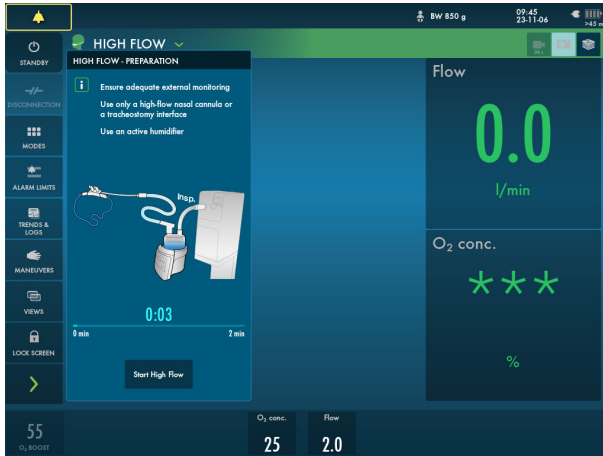 BW 850 g
09:45
23-11-06
>45 m
STANDBY
HIGH FLOW
HIGH FLOW - PREPARATION
Ensure adequate external monitoring
Use only a high-flow nasal cannula or
a tracheostomy interface
Use an active humidifier
Insp.
0:03
0 min
2 min
Start High Flow
DISCONNECTION
MODES
ALARM LIMITS
TRENDS &
LOGS
MANEUVERS
VIEWS
LOCK SCREEN
Flow
0.0
l/min
O₂ conc.
***
%
55
O₂ BOOST
O₂ conc.
25
Flow
2.0